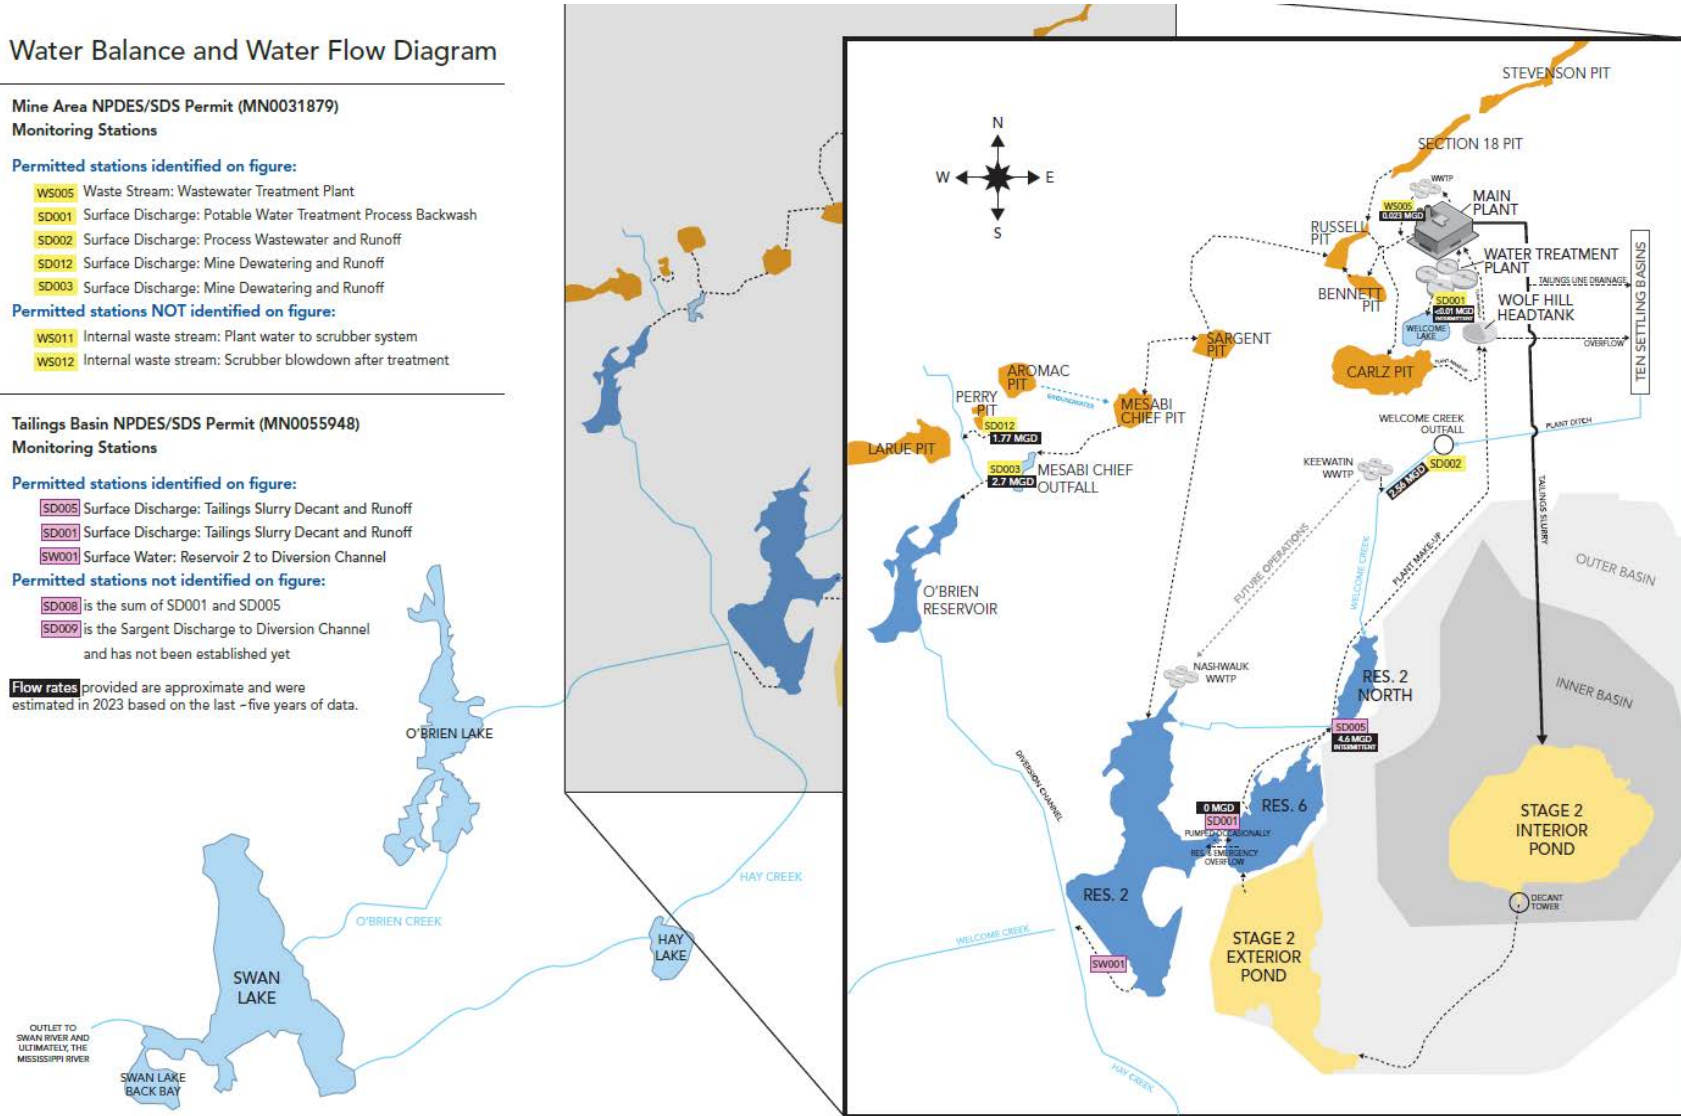 Water Balance and Water Flow Diagram
Mine Area NPDES/SDS Permit (MN0031879)
Monitoring Stations
Permitted stations identified on figure:
WS005 Waste Stream: Wastewater Treatment Plant
SD001 Surface Discharge: Potable Water Treatment Process Backwash
SD002 Surface Discharge: Process Wastewater and Runoff
SD012 Surface Discharge: Mine Dewatering and Runoff
SD003 Surface Discharge: Mine Dewatering and Runoff
Permitted stations NOT identified on figure:
WS011 Internal waste stream: Plant water to scrubber system
WS012 Internal waste stream: Scrubber blowdown after treatment
Tailings Basin NPDES/SDS Permit (MN0055948)
Monitoring Stations
Permitted stations identified on figure:
SD005 Surface Discharge: Tailings Slurry Decant and Runoff
SD001 Surface Discharge: Tailings Slurry Decant and Runoff
SW001 Surface Water: Reservoir 2 to Diversion Channel
Permitted stations not identified on figure:
SD008 is the sum of SD001 and SD005
SD009 is the Sargent Discharge to Diversion Channel
and has not been established yet
Flow rates provided are approximate and were
estimated in 2023 based on the last ~five years of data.
O'BRIEN LAKE
O'BRIEN CREEK
HAY CREEK
HAY
LAKE
SWAN
LAKE
OUTLET TO
SWAN RIVER AND
ULTIMATELY, THE
MISSISSIPPI RIVER
SWAN LAKE
BACK BAY
N
W
E
S
STEVENSON PIT
SECTION 18 PIT
WWTP
MAIN
PLANT
WS005
0.023 MGD
RUSSELL
PIT
WATER TREATMENT
PLANT
TAILINGS LINE DRAINAGE
BENNETT
PIT
SD001
<0.01 MGD
INTERMITTENT
WOLF HILL
HEADTANK
WELCOME
LAKE
OVERFLOW
TEN SETTLING BASINS
SARGENT
PIT
CARLZ PIT
PLANT MAKE-UP
AROMAC
PIT
GROUNDWATER
PERRY
PIT
MESABI
CHIEF PIT
SD012
1.77 MGD
LARUE PIT
SD003
2.7 MGD
MESABI CHIEF
OUTFALL
WELCOME CREEK
OUTFALL
PLANT DITCH
SD002
KEEWATIN
WWTP
2.56 MGD
TAILINGS SLURRY
OUTER BASIN
FUTURE OPERATIONS
WELCOME CREEK
PLANT MAKE-UP
O'BRIEN
RESERVOIR
NASHWAUK
WWTP
RES. 2
NORTH
INNER BASIN
SD005
4.6 MGD
INTERMITTENT
DIVERSION CHANNEL
0 MGD
SD001
RES. 6
PUMPED OCCASIONALLY
RES. 6 EMERGENCY
OVERFLOW
STAGE 2
INTERIOR
POND
RES. 2
DECANT
TOWER
WELCOME CREEK
STAGE 2
EXTERIOR
POND
SW001
HAY CREEK